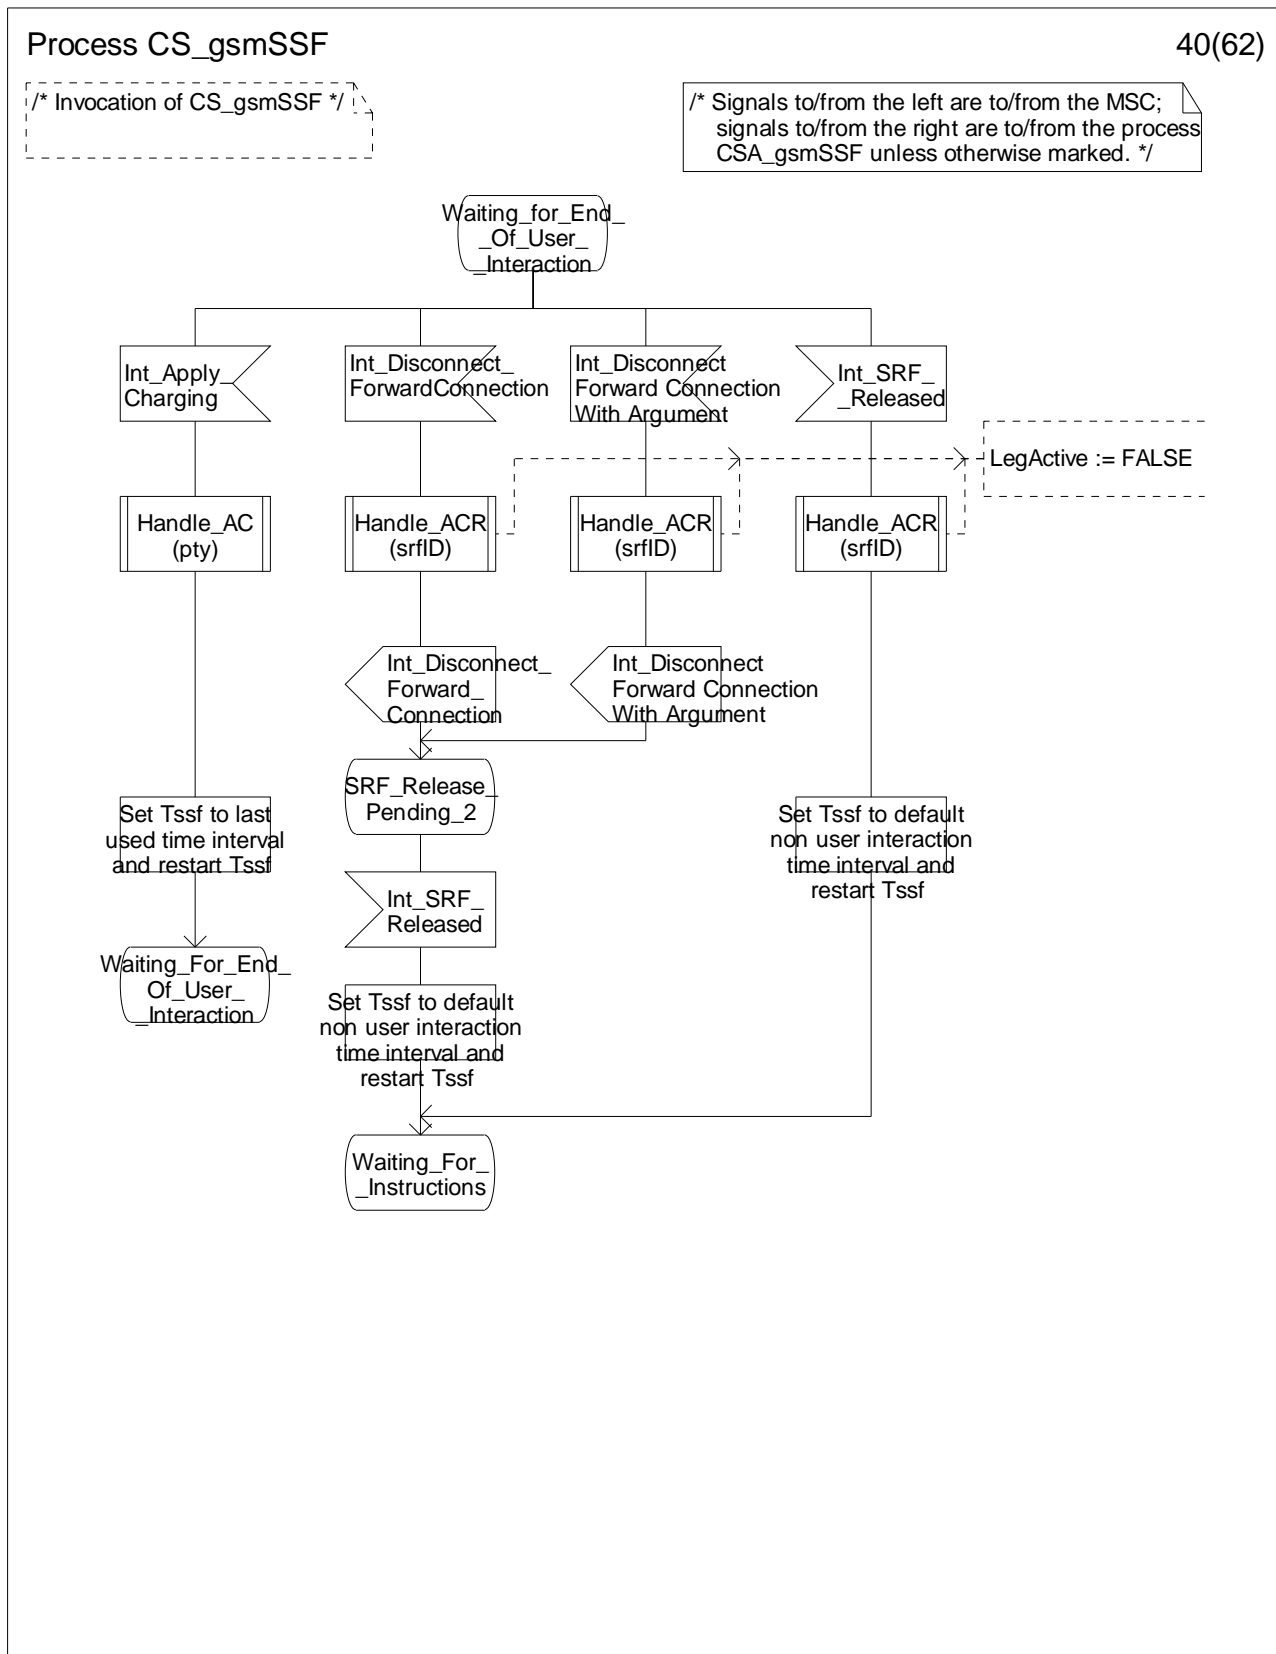 Process CS_gsmSSF
40(62)
/* Invocation of CS_gsmSSF */
/* Signals to/from the left are to/from the MSC;
signals to/from the right are to/from the process
CSA_gsmSSF unless otherwise marked. */
Waiting_for_End_
_Of_User_
_Interaction
Int_Apply_
Charging
Int_Disconnect_
ForwardConnection
Int_Disconnect
Forward Connection
With Argument
Int_SRF_
_Released
LegActive := FALSE
Handle_AC
(pty)
Handle_ACR
(srfID)
Handle_ACR
(srfID)
Handle_ACR
(srfID)
Int_Disconnect_
Forward_
Connection
Int_Disconnect
Forward Connection
With Argument
SRF_Release_
Pending_2
Set Tssf to last
used time interval
and restart Tssf
Set Tssf to default
non user interaction
time interval and
restart Tssf
Int_SRF_
Released
Waiting_For_End_
Of_User_
_Interaction
Set Tssf to default
non user interaction
time interval and
restart Tssf
Waiting_For_
_Instructions